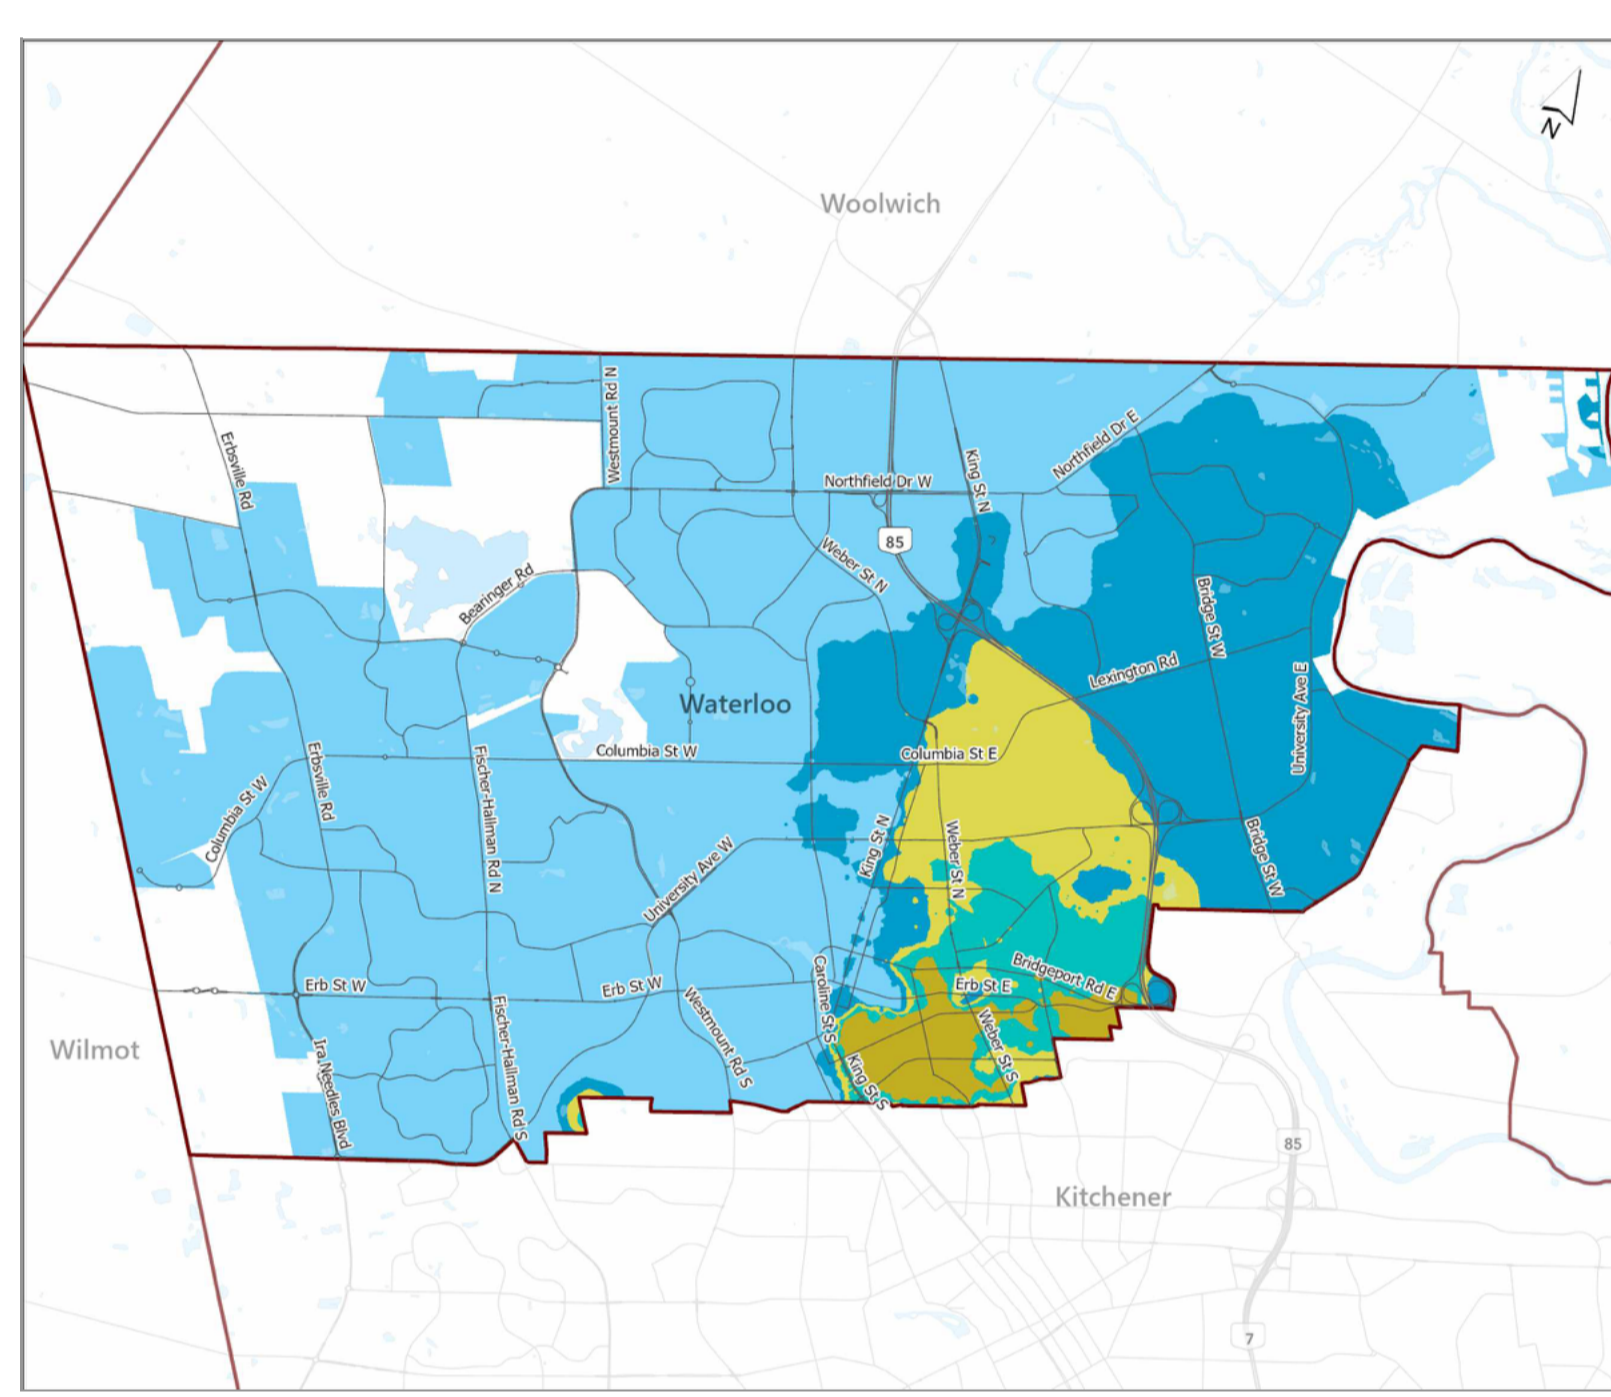 N
Woolwich
Westmount Rd N
Erbsville Rd
Northfield Dr E
King St N
Northfield Dr W
85
Weber St N
Bearinger Rd
Bridge St W
Lexington Rd
University Ave E
Waterloo
Columbia St W
Columbia St E
Erbsville Rd
Fischer-Hallman Rd N
Columbia St W
King St N
Weber St N
Bridge St W
University Ave W
Caroline St S
Bridgeport Rd E
Erb St W
Erb St W
Erb St E
Westmount Rd S
Fischer-Hallman Rd S
Weber St S
Wilmot
Ira Needles Blvd
King St S
85
Kitchener
7